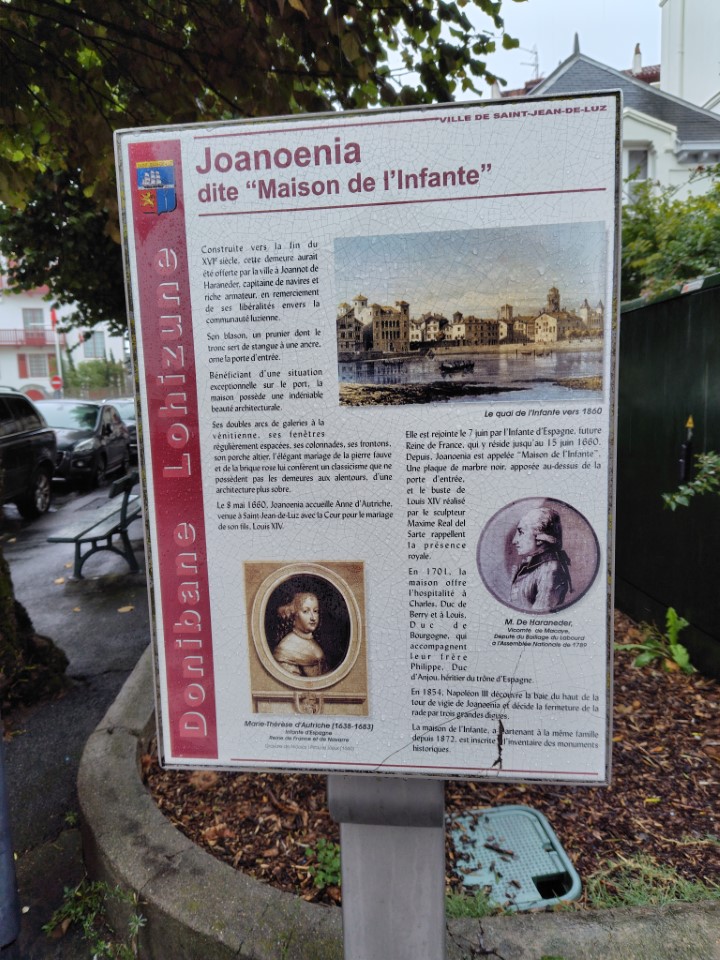 VILLE DE SAINT-JEAN-DE-LUZ
Joanoenia
dite "Maison de l'Infante"
Donibane Lohizune
Construite vers la fin du
XVIe siècle, cette demeure aurait
été offerte par la ville à Joannot de
Haraneder, capitaine de navires et
riche armateur, en remerciement
de ses libéralités envers la
communauté luzienne.
Son blason, un prunier dont le
tronc sert de stangue à une ancre,
orne la porte d'entrée.
Bénéficiant d'une situation
exceptionnelle sur le port, la
maison possède une indéniable
beauté architecturale.
Ses doubles arcs de galeries à la
vénitienne, ses fenêtres
régulièrement espacées, ses colonnades, ses frontons,
son porche altier, l'élégant mariage de la pierre fauve
et de la brique rose lui confèrent un classicisme que ne
possèdent pas les demeures aux alentours, d'une
architecture plus sobre.
Le 8 mai 1660, Joanoenia accueille Anne d'Autriche,
venue à Saint-Jean-de-Luz avec la Cour pour le mariage
de son fils, Louis XIV.
Marie-Thérèse d'Autriche (1638-1683)
Infante d'Espagne
Reine de France et de Navarre
Le quai de l'Infante vers 1860
Elle est rejointe le 7 juin par l'Infante d'Espagne, future
Reine de France, qui y réside jusqu'au 15 juin 1660.
Depuis, Joanoenia est appelée "Maison de l'Infante".
Une plaque de marbre noir, apposée au-dessus de la
porte d'entrée,
et le buste de
Louis XIV réalisé
par le sculpteur
Maxime Real del
Sarte rappellent
la présence
royale.
En 1701, la
maison offre
l'hospitalité à
Charles, Duc de
Berry et à Louis,
Duc de
Bourgogne, qui
accompagnent
leur frère
Philippe, Duc
d'Anjou, héritier du trône d'Espagne.
M. De Haraneder,
Vicomte de Macaye,
Député du Bailliage du Labourd
à l'Assemblée Nationale de 1789
En 1854, Napoléon III découvre la baie du haut de la
tour de vigie de Joanoenia et décide la fermeture de la
rade par trois grandes digues.
La maison de l'Infante, appartenant à la même famille
depuis 1872, est inscrite à l'inventaire des monuments
historiques.